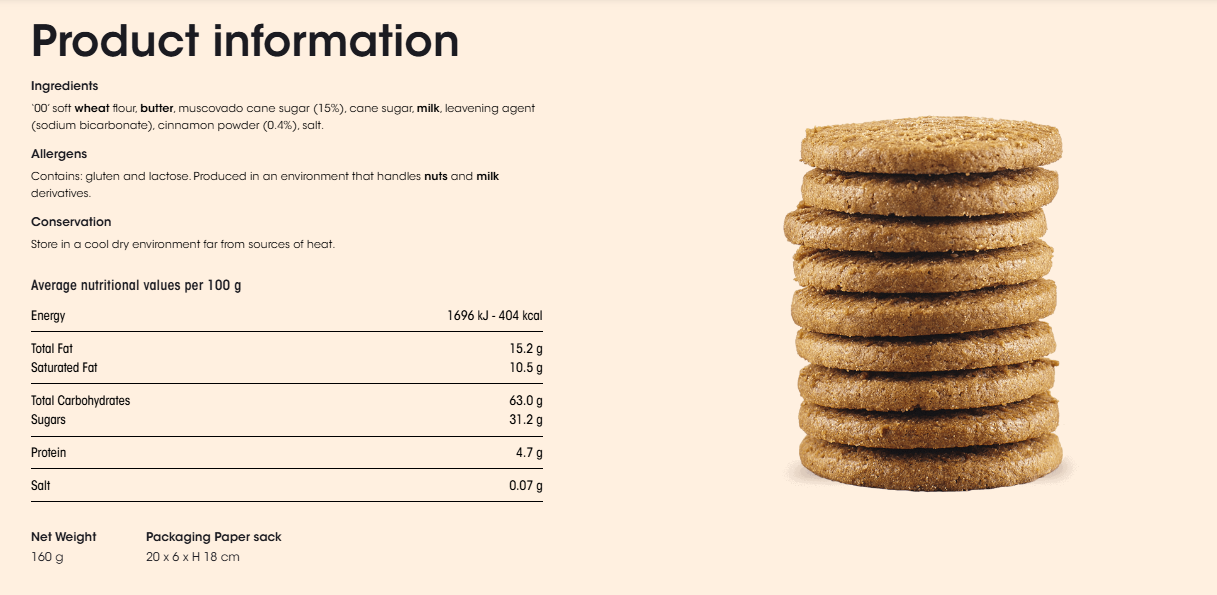 Product information
Ingredients
'00' soft wheat flour, butter, muscovado cane sugar (15%), cane sugar, milk, leavening agent
(sodium bicarbonate), cinnamon powder (0.4%), salt.
Allergens
Contains: gluten and lactose. Produced in an environment that handles nuts and milk
derivatives.
Conservation
Store in a cool dry environment far from sources of heat.
Average nutritional values per 100 g
Energy 1696 kJ - 404 kcal
Total Fat 15.2 g
Saturated Fat 10.5 g
Total Carbohydrates 63.0 g
Sugars 31.2 g
Protein 4.7 g
Salt 0.07 g
Net Weight Packaging Paper sack
160 g 20 x 6 x H 18 cm